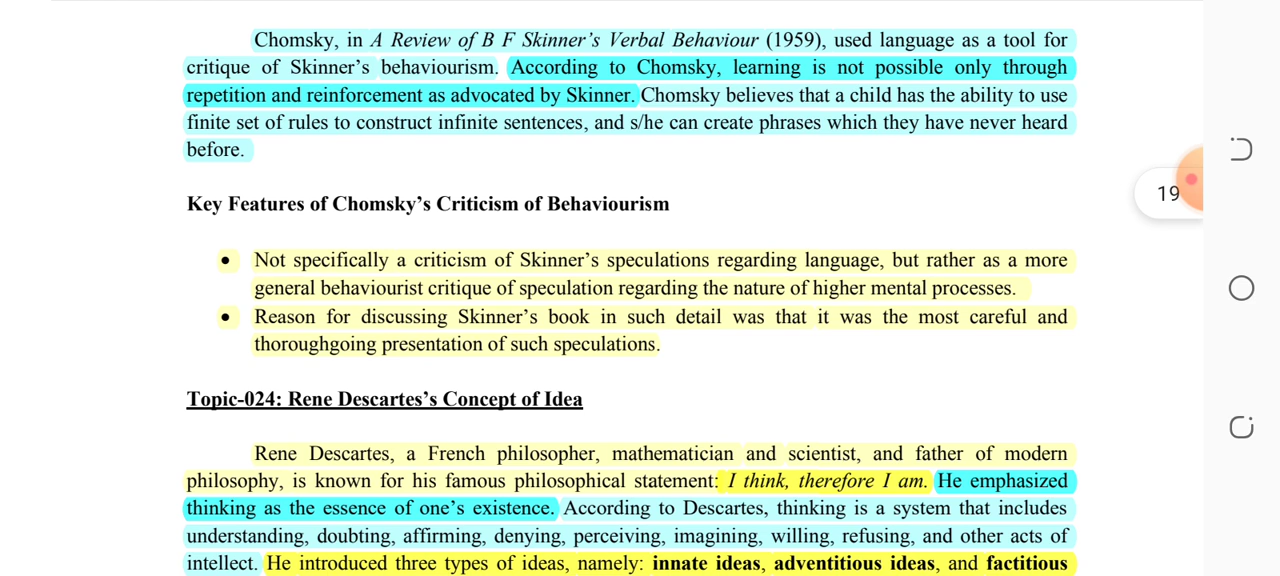 Chomsky, in A Review of B F Skinner's Verbal Behaviour (1959), used language as a tool for
critique of Skinner's behaviourism. According to Chomsky, learning is not possible only through
repetition and reinforcement as advocated by Skinner. Chomsky believes that a child has the ability to use
finite set of rules to construct infinite sentences, and s/he can create phrases which they have never heard
before.
Key Features of Chomsky's Criticism of Behaviourism
● Not specifically a criticism of Skinner's speculations regarding language, but rather as a more
general behaviourist critique of speculation regarding the nature of higher mental processes.
● Reason for discussing Skinner's book in such detail was that it was the most careful and
thoroughgoing presentation of such speculations.
Topic-024: Rene Descartes's Concept of Idea
Rene Descartes, a French philosopher, mathematician and scientist, and father of modern
philosophy, is known for his famous philosophical statement: I think, therefore I am. He emphasized
thinking as the essence of one's existence. According to Descartes, thinking is a system that includes
understanding, doubting, affirming, denying, perceiving, imagining, willing, refusing, and other acts of
intellect. He introduced three types of ideas, namely: innate ideas, adventitious ideas, and factitious
19